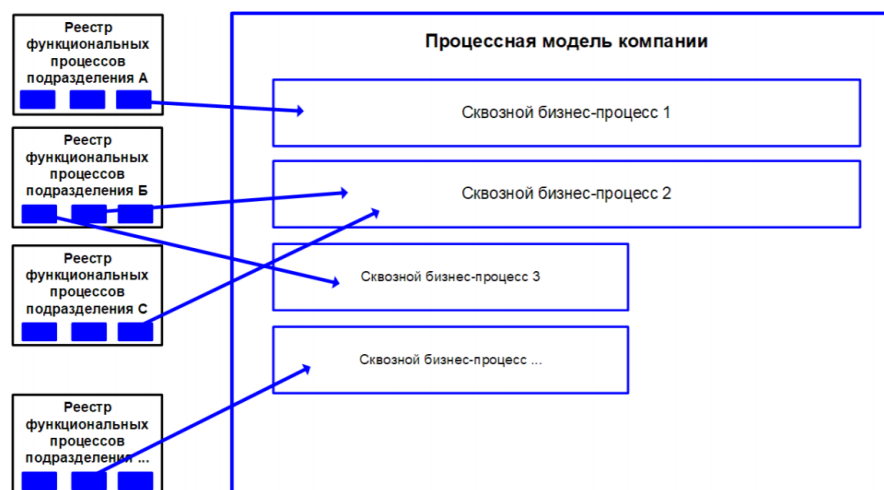 Реестр
функциональных
процессов
подразделения А
Реестр
функциональных
процессов
подразделения Б
Реестр
функциональных
процессов
подразделения С
Реестр
функциональных
процессов
подразделения ...
Процессная модель компании
Сквозной бизнес-процесс 1
Сквозной бизнес-процесс 2
Сквозной бизнес-процесс 3
Сквозной бизнес-процесс ...